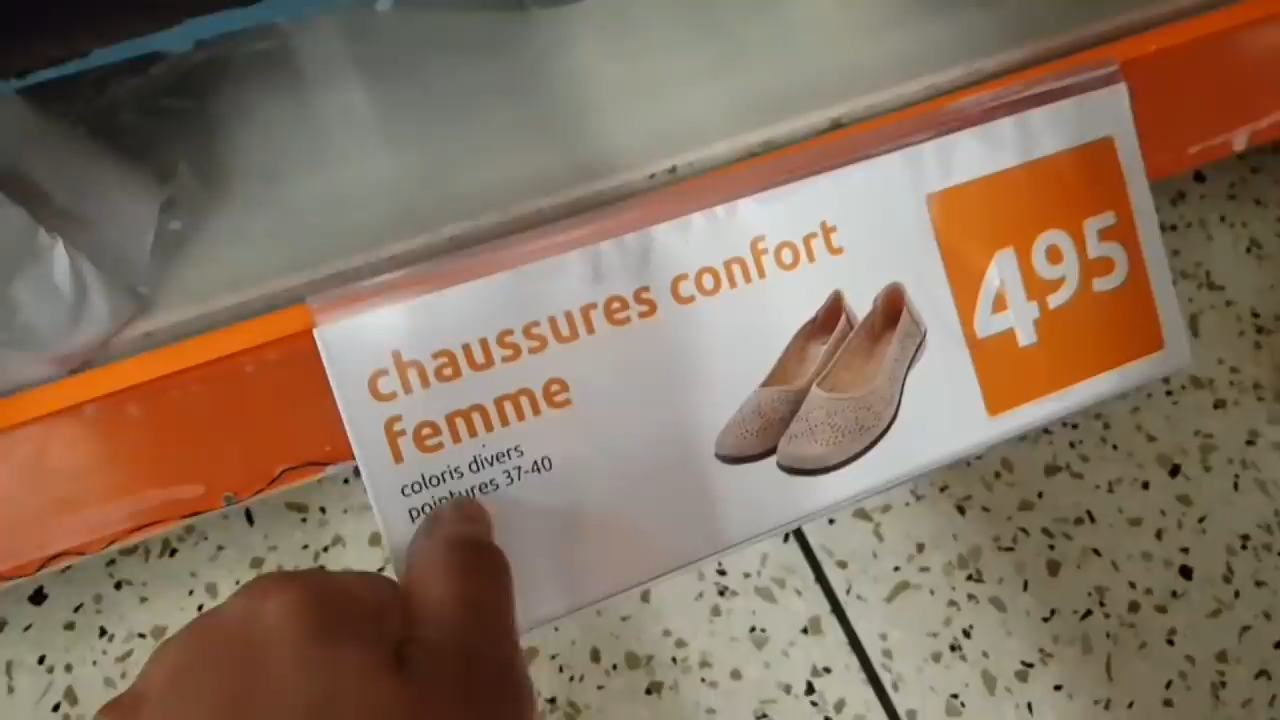 chaussures confort
femme
coloris divers
pointures 37-40
495